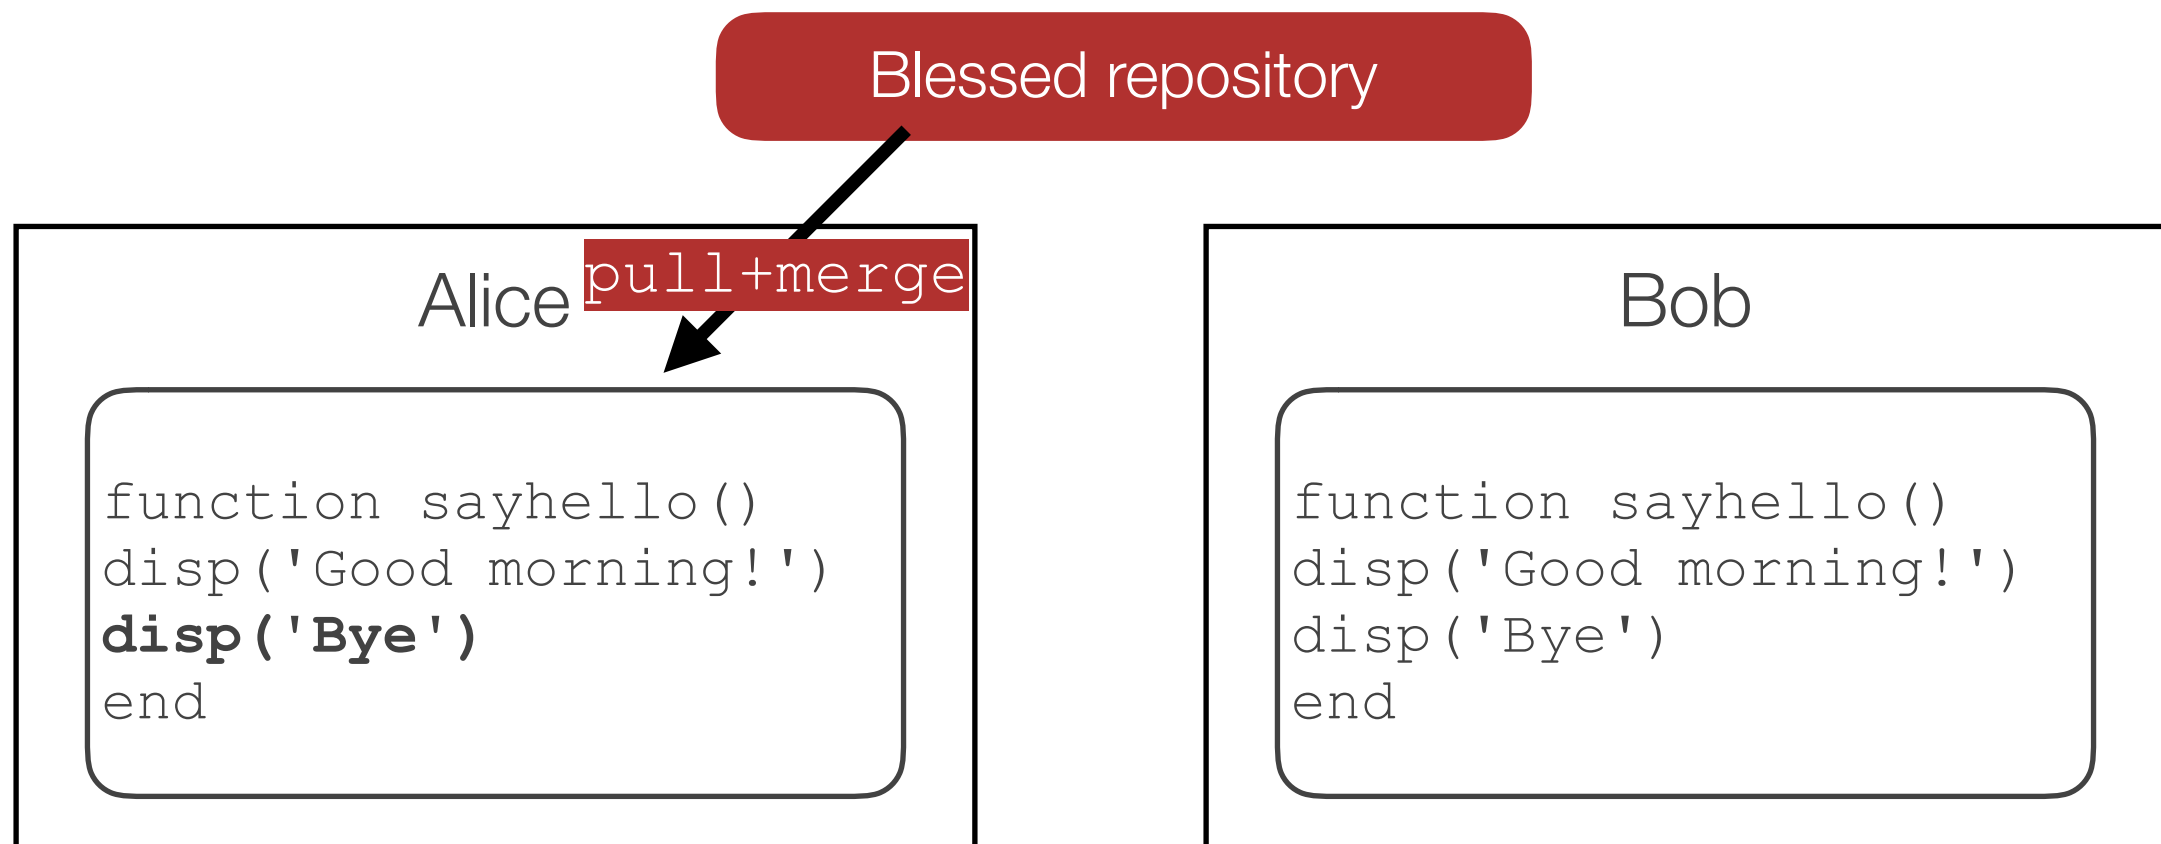 Blessed repository
Alice
pull+merge
function sayhello()
disp('Good morning!')
disp('Bye')
end
Bob
function sayhello()
disp('Good morning!')
disp('Bye')
end